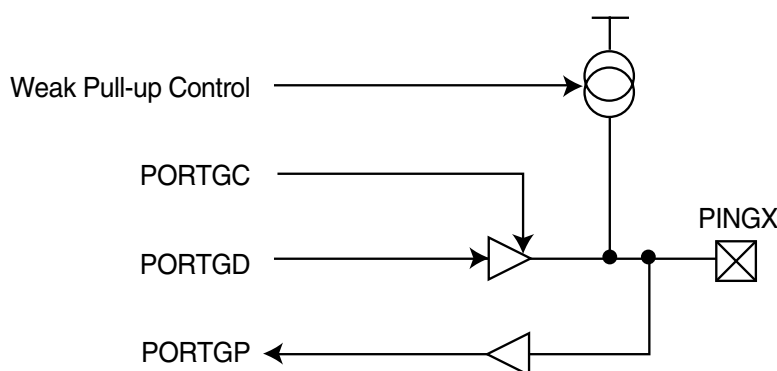 Weak Pull-up Control
PORTGC
PINGX
PORTGD
PORTGP